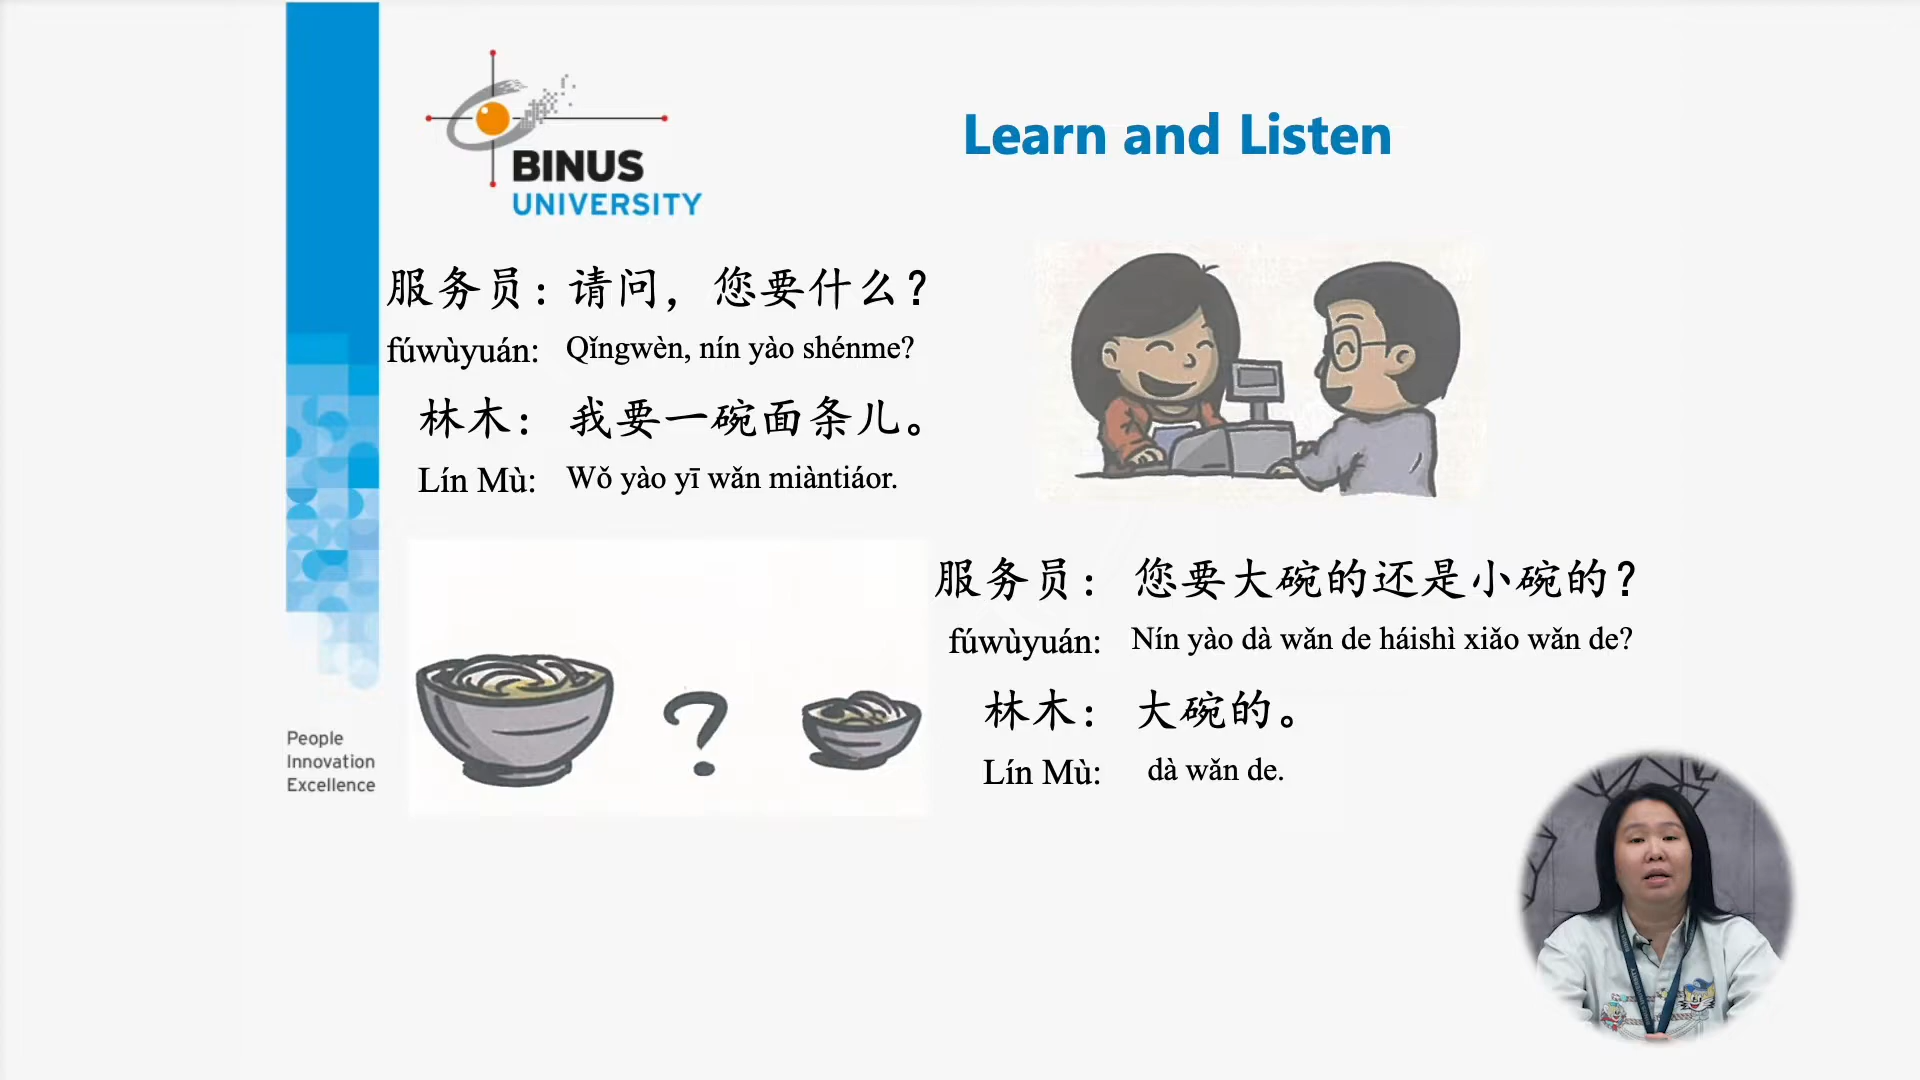 BINUS
UNIVERSITY
Learn and Listen
服务员：请问，您要什么？
fúwùyuán: Qǐngwèn, nín yào shénme?
林木： 我要一碗面条儿。
Lín Mù: Wǒ yào yī wǎn miàntiáor.
服务员： 您要大碗的还是小碗的？
fúwùyuán: Nín yào dà wǎn de háishì xiǎo wǎn de?
林木： 大碗的。
Lín Mù: dà wǎn de.
People
Innovation
Excellence
?